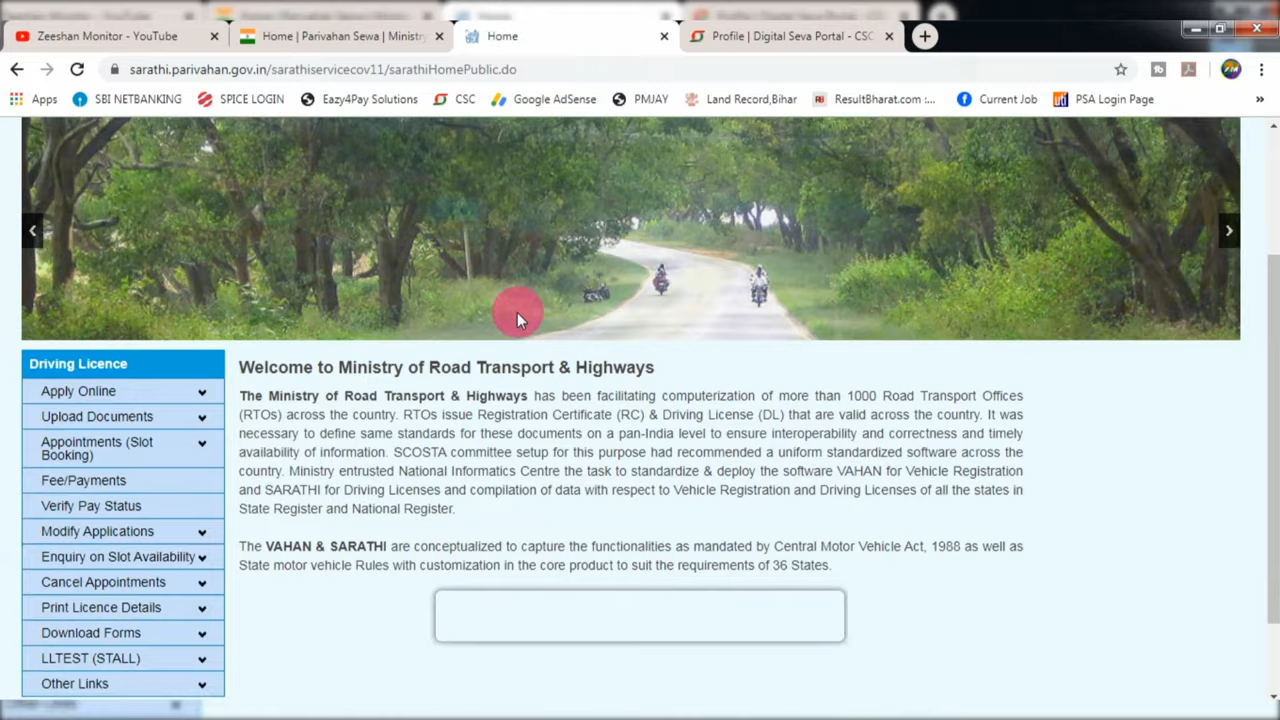 Zeeshan Monitor - YouTube
Home | Parivahan Sewa | Ministry
Home
Profile | Digital Seva Portal - CSC
sarathi.parivahan.gov.in/sarathiservicecov11/sarathiHomePublic.do
Apps
SBI NETBANKING
SPICE LOGIN
Eazy4Pay Solutions
CSC
Google AdSense
PMJAY
Land Record,Bihar
ResultBharat.com :...
Current Job
PSA Login Page
Driving Licence
Apply Online
Upload Documents
Appointments (Slot
Booking)
Fee/Payments
Verify Pay Status
Modify Applications
Enquiry on Slot Availability
Cancel Appointments
Print Licence Details
Download Forms
LLTEST (STALL)
Other Links
Welcome to Ministry of Road Transport & Highways
The Ministry of Road Transport & Highways has been facilitating computerization of more than 1000 Road Transport Offices
(RTOs) across the country. RTOs issue Registration Certificate (RC) & Driving License (DL) that are valid across the country. It was
necessary to define same standards for these documents on a pan-India level to ensure interoperability and correctness and timely
availability of information. SCOSTA committee setup for this purpose had recommended a uniform standardized software across the
country. Ministry entrusted National Informatics Centre the task to standardize & deploy the software VAHAN for Vehicle Registration
and SARATHI for Driving Licenses and compilation of data with respect to Vehicle Registration and Driving Licenses of all the states in
State Register and National Register.
The VAHAN & SARATHI are conceptualized to capture the functionalities as mandated by Central Motor Vehicle Act, 1988 as well as
State motor vehicle Rules with customization in the core product to suit the requirements of 36 States.